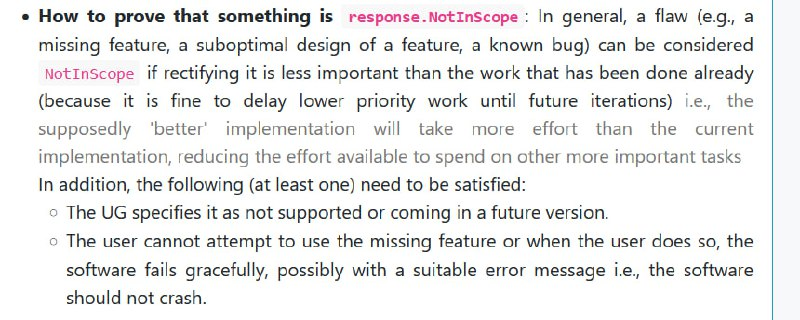 • How to prove that something is response.NotInScope: In general, a flaw (e.g., a
missing feature, a suboptimal design of a feature, a known bug) can be considered
NotInScope if rectifying it is less important than the work that has been done already
(because it is fine to delay lower priority work until future iterations) i.e., the
supposedly 'better' implementation will take more effort than the current
implementation, reducing the effort available to spend on other more important tasks
In addition, the following (at least one) need to be satisfied:
○ The UG specifies it as not supported or coming in a future version.
○ The user cannot attempt to use the missing feature or when the user does so, the
software fails gracefully, possibly with a suitable error message i.e., the software
should not crash.